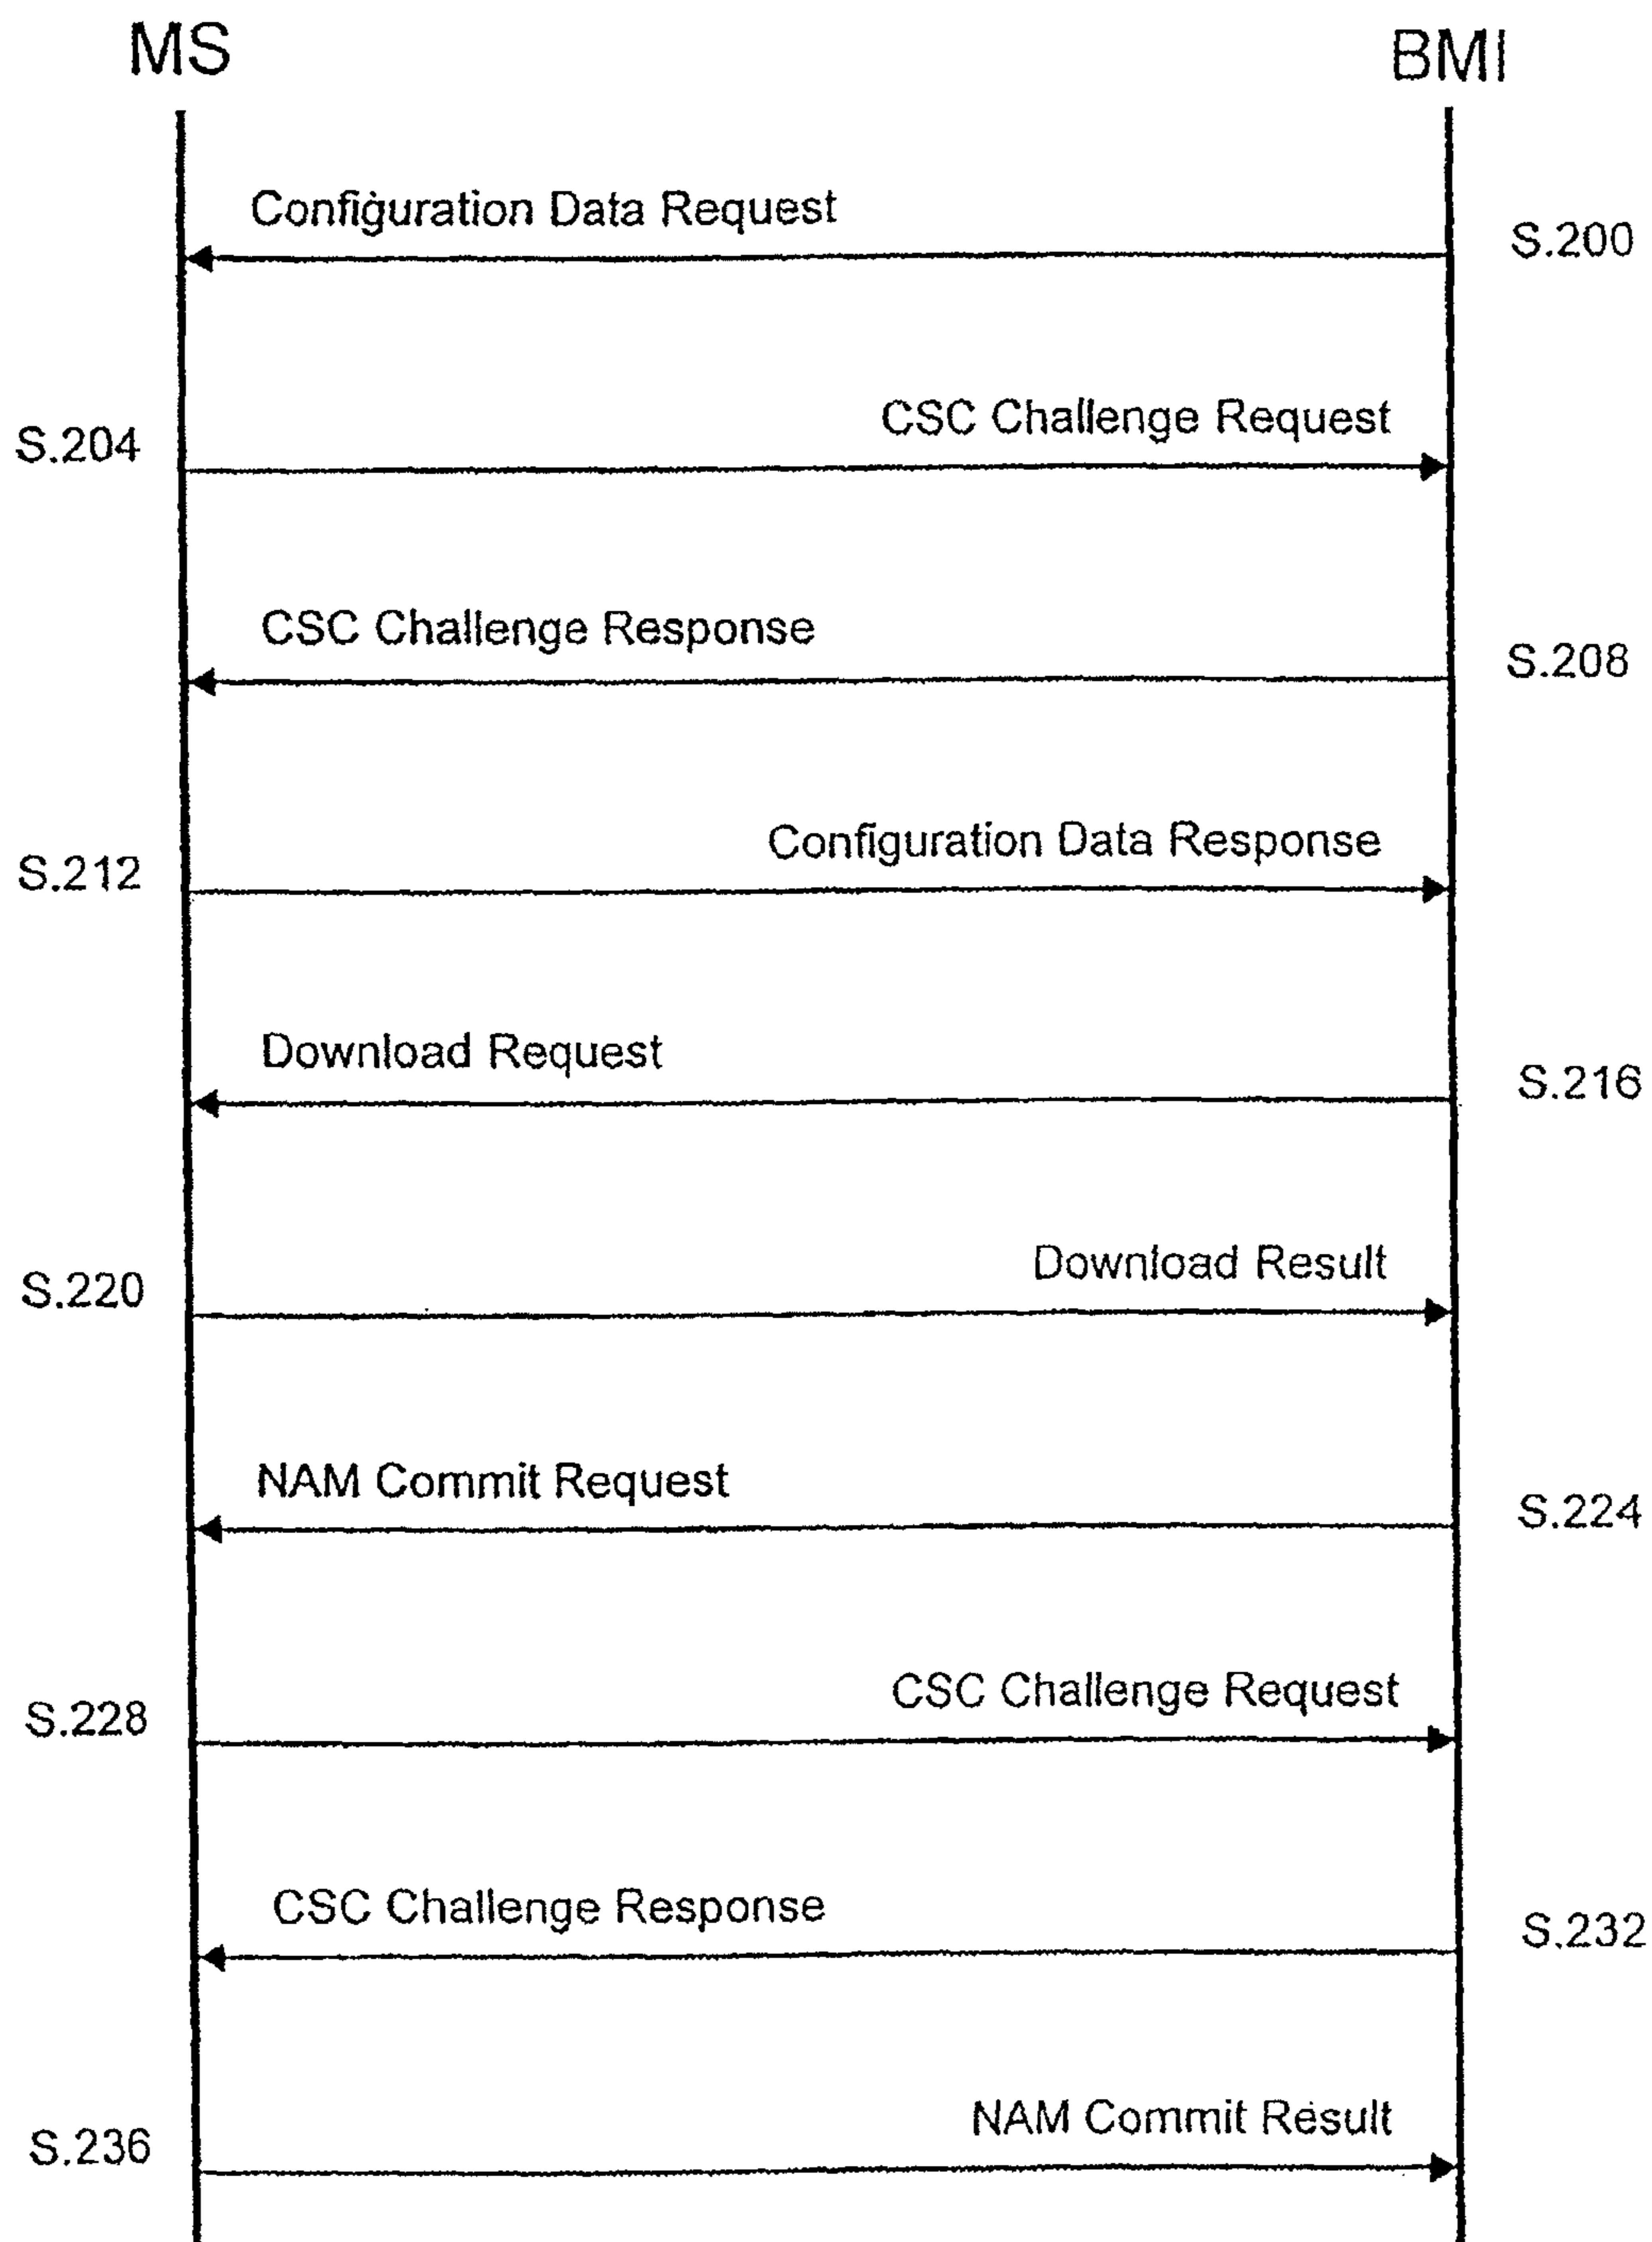 MS BMI
Configuration Data Request
S.200
CSC Challenge Request
S.204
CSC Challenge Response
S.208
Configuration Data Response
S.212
Download Request
S.216
Download Result
S.220
NAM Commit Request
S.224
CSC Challenge Request
S.228
CSC Challenge Response
S.232
NAM Commit Result
S.236